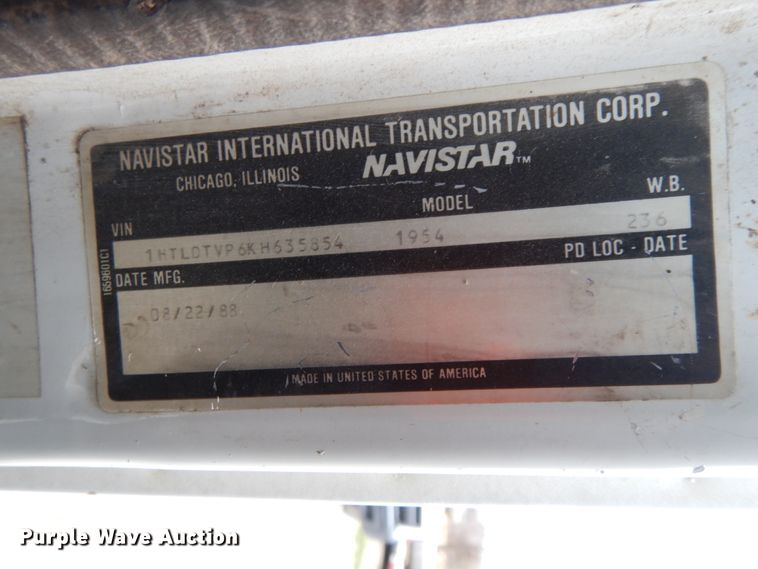 NAVISTAR INTERNATIONAL TRANSPORTATION CORP.
CHICAGO, ILLINOIS NAVISTAR™
VIN MODEL W.B.
1HTLDTVP6KH635854 1954 236
DATE MFG. PD LOC - DATE
08/22/88
MADE IN UNITED STATES OF AMERICA
1659601C1
Purple Wave Auction